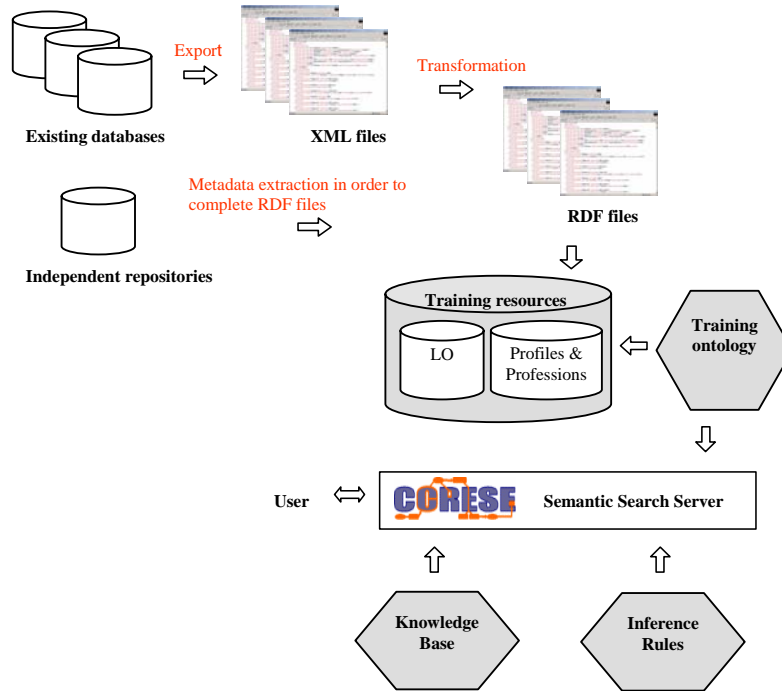 Export
Transformation
Existing databases
XML files
Metadata extraction in order to
complete RDF files
RDF files
Independent repositories
Training resources
LO
Profiles &
Professions
Training
ontology
User
CORESE
Semantic Search Server
Knowledge
Base
Inference
Rules